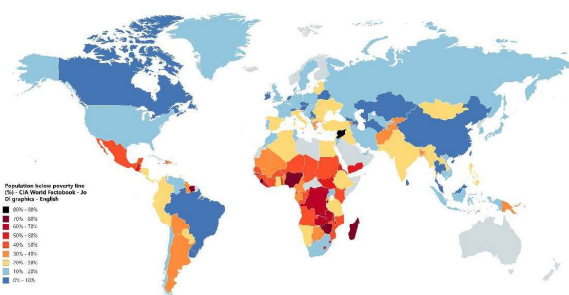 Population below poverty line
(%) - CIA World Factbook - Jo
Di graphics - English
80% - 90%
70% - 80%
60% - 70%
50% - 60%
40% - 50%
30% - 40%
20% - 30%
10% - 20%
0% - 10%